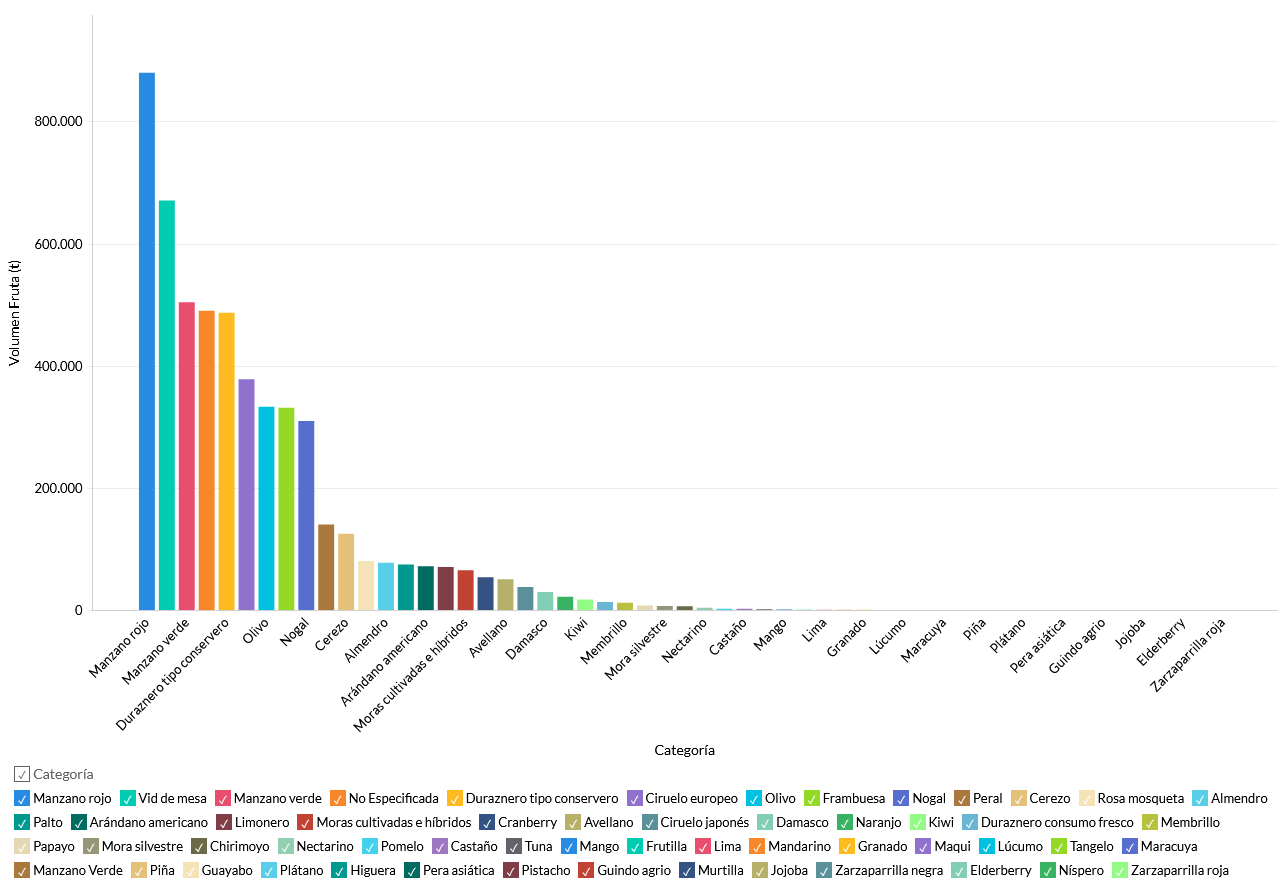 800.000
600.000
400.000
200.000
0
Volumen Fruta (t)
Manzano rojo
Manzano verde
Duraznero tipo conservero
Olivo
Nogal
Cerezo
Almendro
Arándano americano
Moras cultivadas e híbridos
Avellano
Damasco
Kiwi
Membrillo
Mora silvestre
Nectarino
Castaño
Mango
Lima
Granado
Lúcumo
Maracuya
Piña
Plátano
Pera asiática
Guindo agrio
Jojoba
Elderberry
Zarzaparrilla roja
Categoría
Categoría
Manzano rojo Vid de mesa Manzano verde No Especificada Duraznero tipo conservero Ciruelo europeo Olivo Frambuesa Nogal Peral Cerezo Rosa mosqueta Almendro
Palto Arándano americano Limonero Moras cultivadas e híbridos Cranberry Avellano Ciruelo japonés Damasco Naranjo Kiwi Duraznero consumo fresco Membrillo
Papayo Mora silvestre Chirimoyo Nectarino Pomelo Castaño Tuna Mango Frutilla Lima Mandarino Granado Maqui Lúcumo Tangelo Maracuya
Manzano Verde Piña Guayabo Plátano Higuera Pera asiática Pistacho Guindo agrio Murtilla Jojoba Zarzaparrilla negra Elderberry Níspero Zarzaparrilla roja